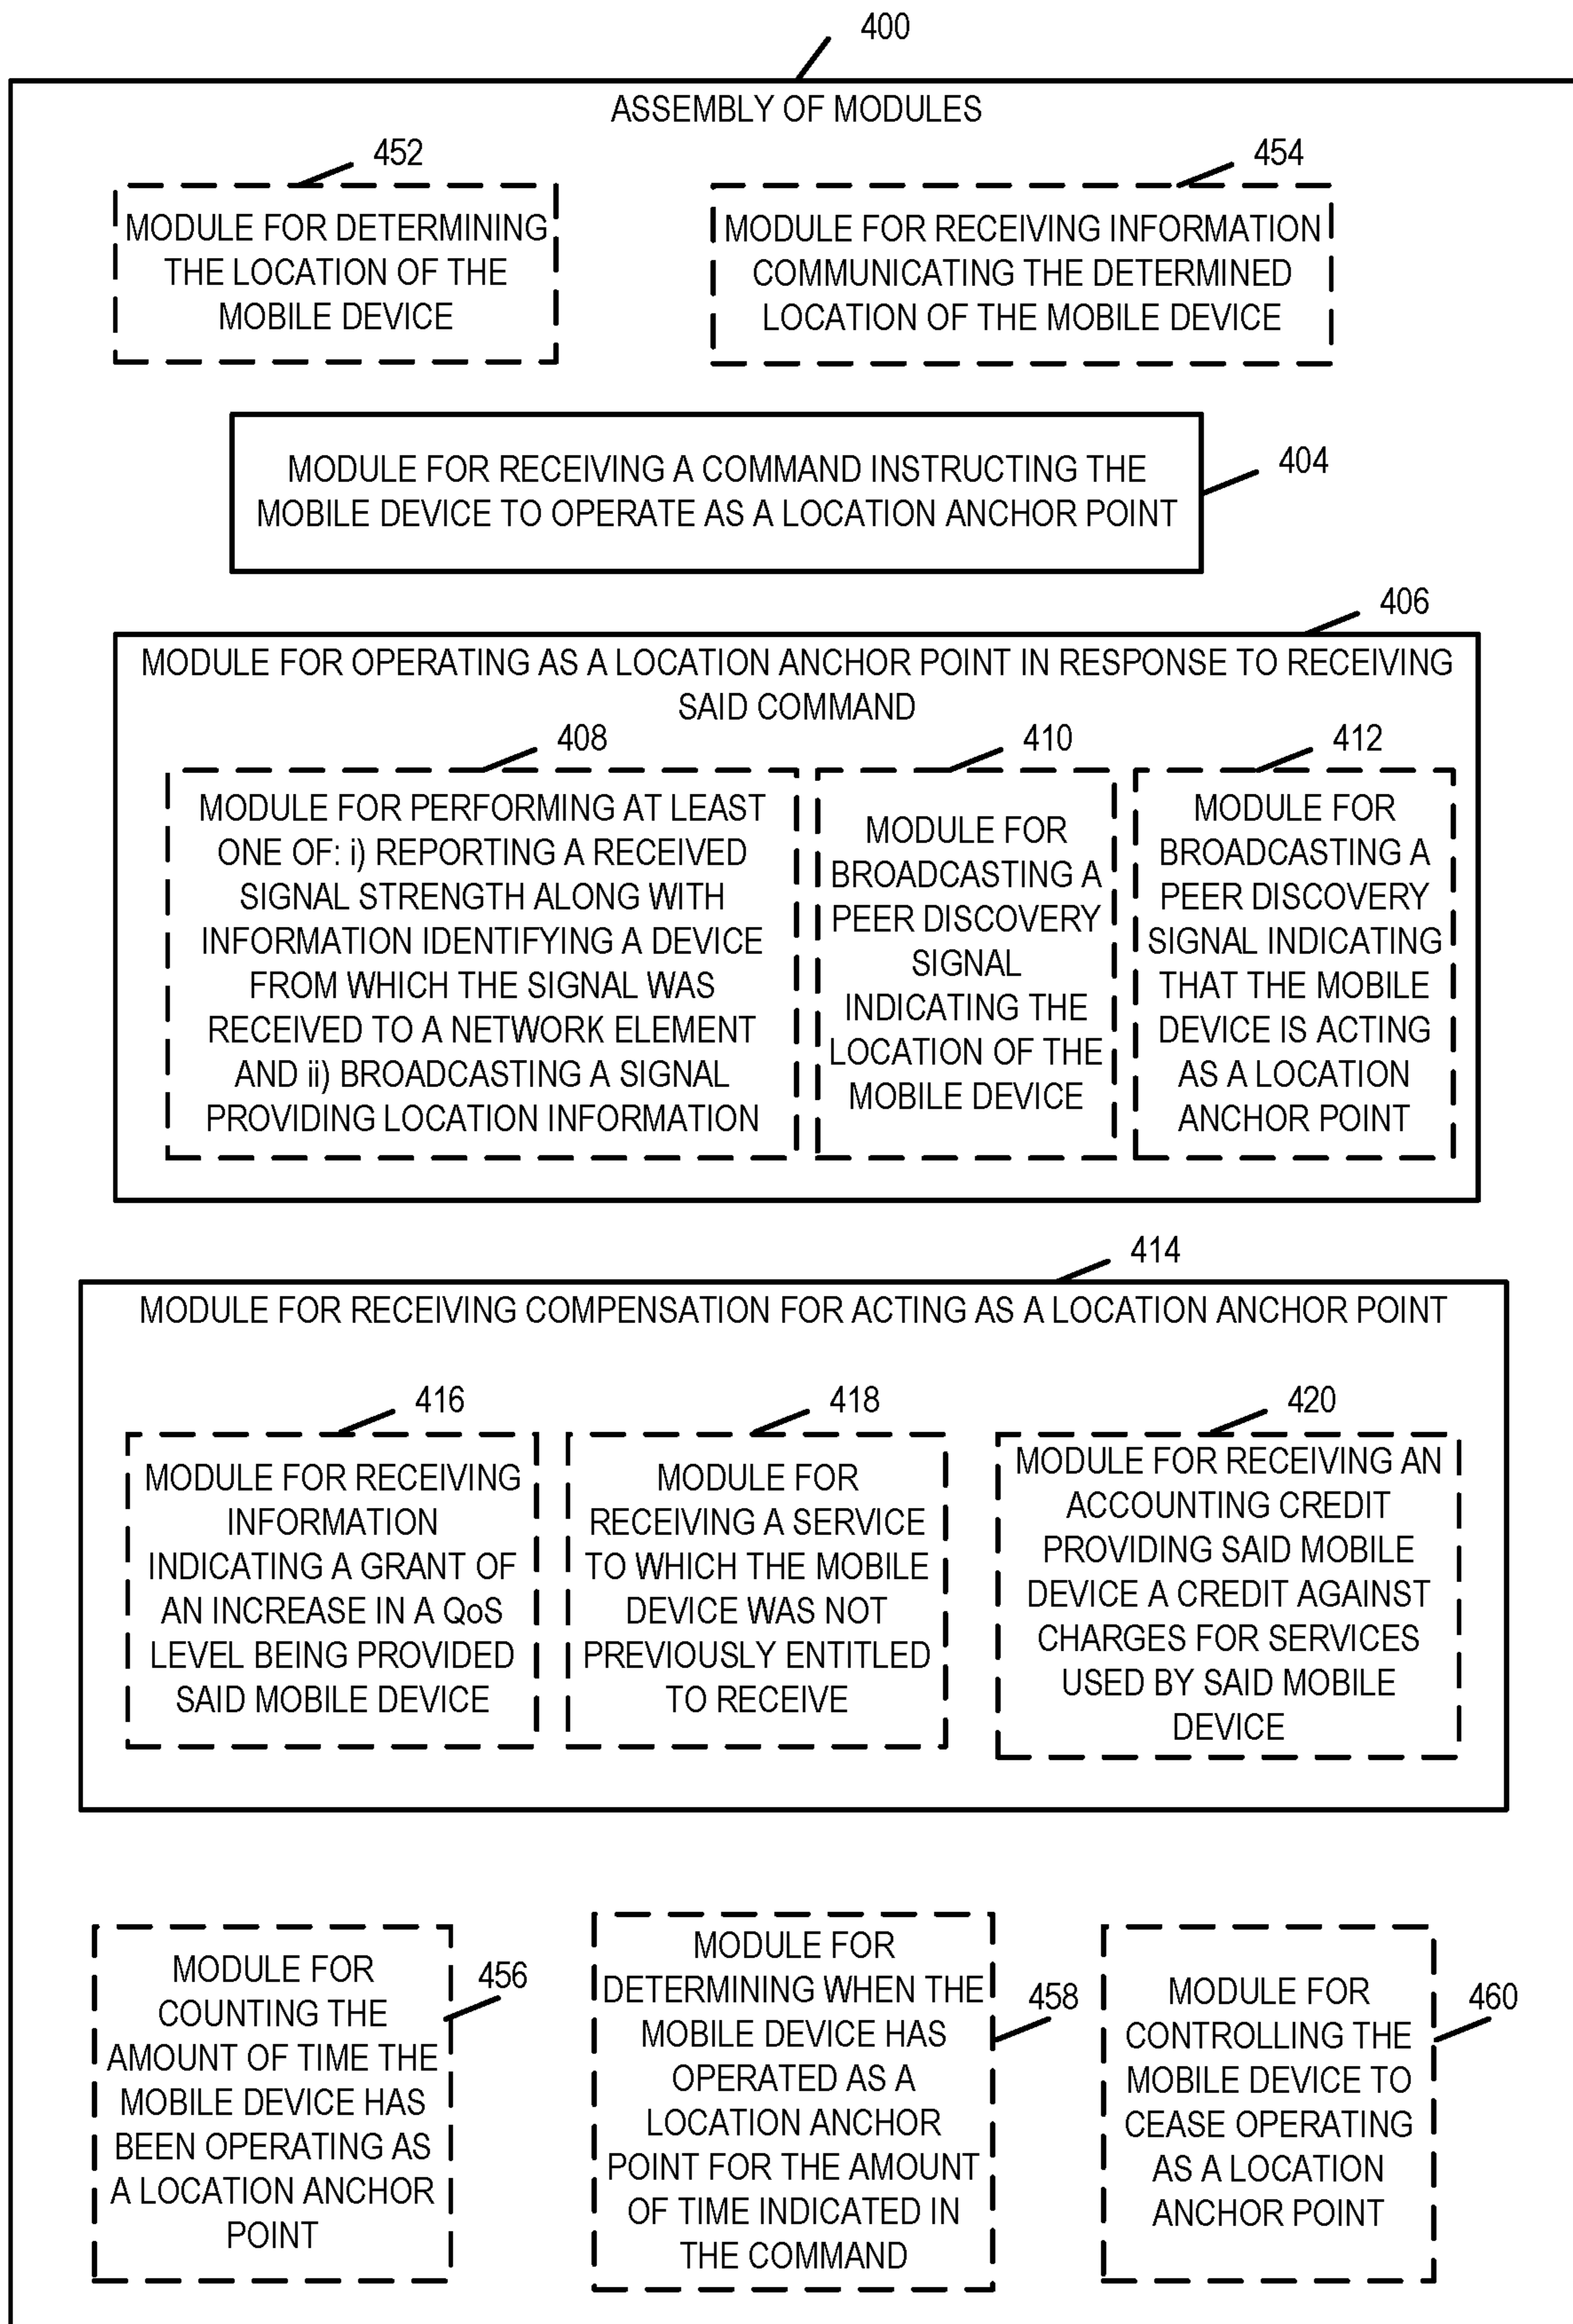 400
ASSEMBLY OF MODULES
452
MODULE FOR DETERMINING
THE LOCATION OF THE
MOBILE DEVICE
454
MODULE FOR RECEIVING INFORMATION
COMMUNICATING THE DETERMINED
LOCATION OF THE MOBILE DEVICE
MODULE FOR RECEIVING A COMMAND INSTRUCTING THE
MOBILE DEVICE TO OPERATE AS A LOCATION ANCHOR POINT
404
406
MODULE FOR OPERATING AS A LOCATION ANCHOR POINT IN RESPONSE TO RECEIVING
SAID COMMAND
408
MODULE FOR PERFORMING AT LEAST
ONE OF: i) REPORTING A RECEIVED
SIGNAL STRENGTH ALONG WITH
INFORMATION IDENTIFYING A DEVICE
FROM WHICH THE SIGNAL WAS
RECEIVED TO A NETWORK ELEMENT
AND ii) BROADCASTING A SIGNAL
PROVIDING LOCATION INFORMATION
410
MODULE FOR
BROADCASTING A
PEER DISCOVERY
SIGNAL
INDICATING THE
LOCATION OF THE
MOBILE DEVICE
412
MODULE FOR
BROADCASTING A
PEER DISCOVERY
SIGNAL INDICATING
THAT THE MOBILE
DEVICE IS ACTING
AS A LOCATION
ANCHOR POINT
414
MODULE FOR RECEIVING COMPENSATION FOR ACTING AS A LOCATION ANCHOR POINT
416
MODULE FOR RECEIVING
INFORMATION
INDICATING A GRANT OF
AN INCREASE IN A QoS
LEVEL BEING PROVIDED
SAID MOBILE DEVICE
418
MODULE FOR
RECEIVING A SERVICE
TO WHICH THE MOBILE
DEVICE WAS NOT
PREVIOUSLY ENTITLED
TO RECEIVE
420
MODULE FOR RECEIVING AN
ACCOUNTING CREDIT
PROVIDING SAID MOBILE
DEVICE A CREDIT AGAINST
CHARGES FOR SERVICES
USED BY SAID MOBILE
DEVICE
MODULE FOR
COUNTING THE
AMOUNT OF TIME THE
MOBILE DEVICE HAS
BEEN OPERATING AS
A LOCATION ANCHOR
POINT
456
MODULE FOR
DETERMINING WHEN THE
MOBILE DEVICE HAS
OPERATED AS A
LOCATION ANCHOR
POINT FOR THE AMOUNT
OF TIME INDICATED IN
THE COMMAND
458
MODULE FOR
CONTROLLING THE
MOBILE DEVICE TO
CEASE OPERATING
AS A LOCATION
ANCHOR POINT
460